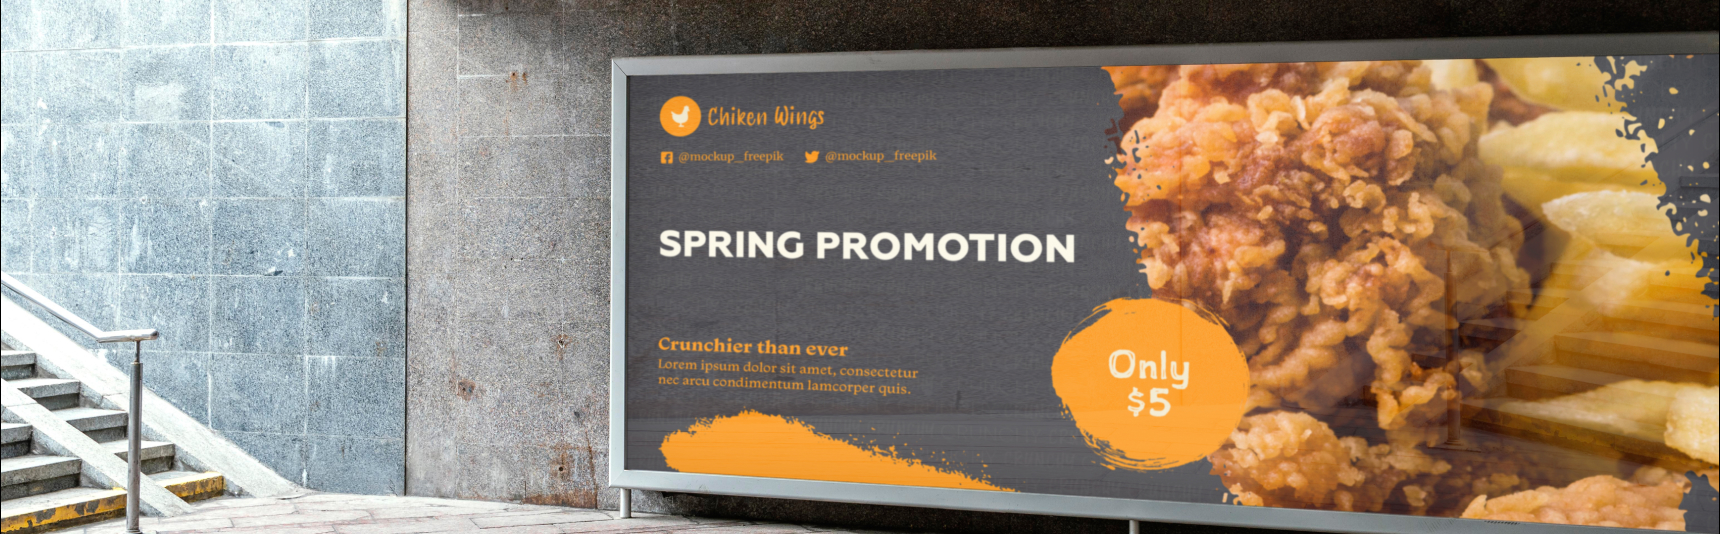 Chiken Wings
@mockup_freepik @mockup_freepik
SPRING PROMOTION
Crunchier than ever
Lorem ipsum dolor sit amet, consectetur
nec arcu condimentum lamcorper quis.
Only
$5